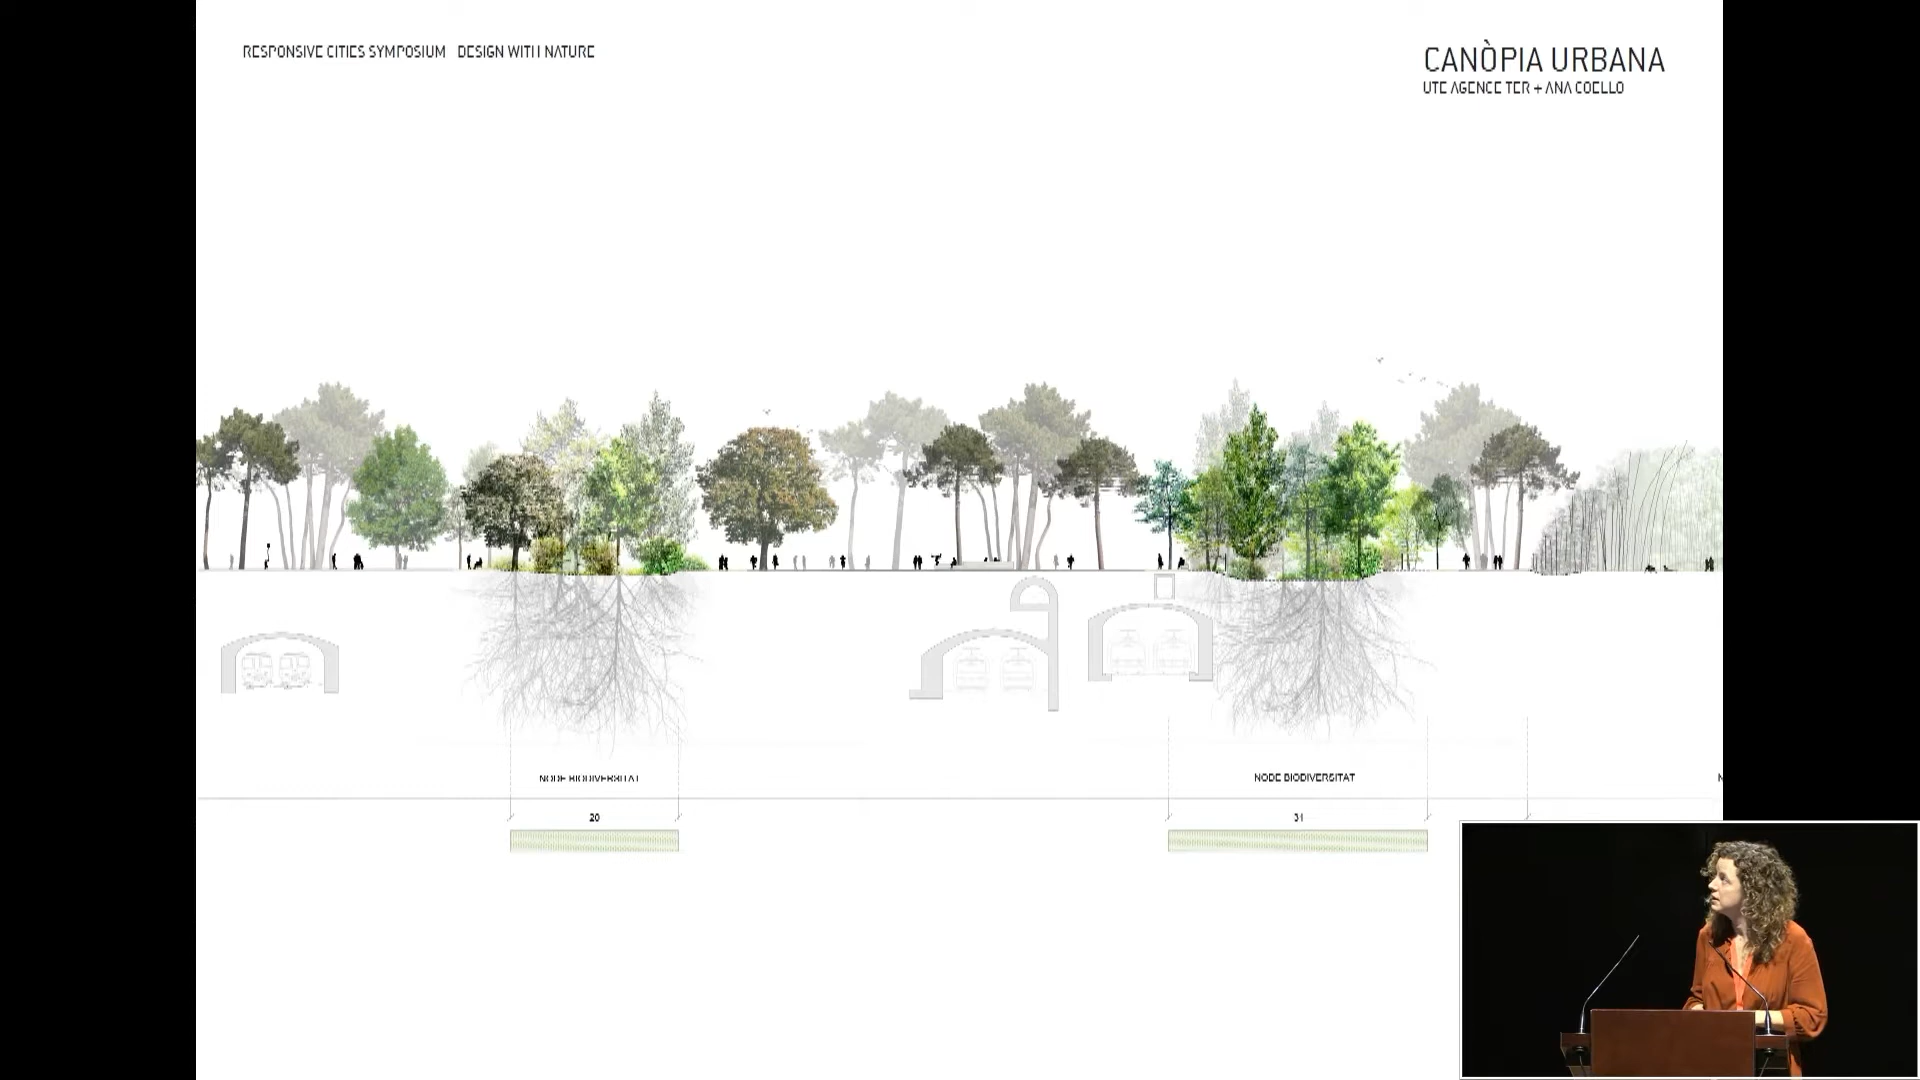 RESPONSIVE CITIES SYMPOSIUM DESIGN WITH NATURE
CANÒPIA URBANA
UTE AGENCE TER + ANA COELLO
NODE BIODIVERSITAT
NODE BIODIVERSITAT
20
31